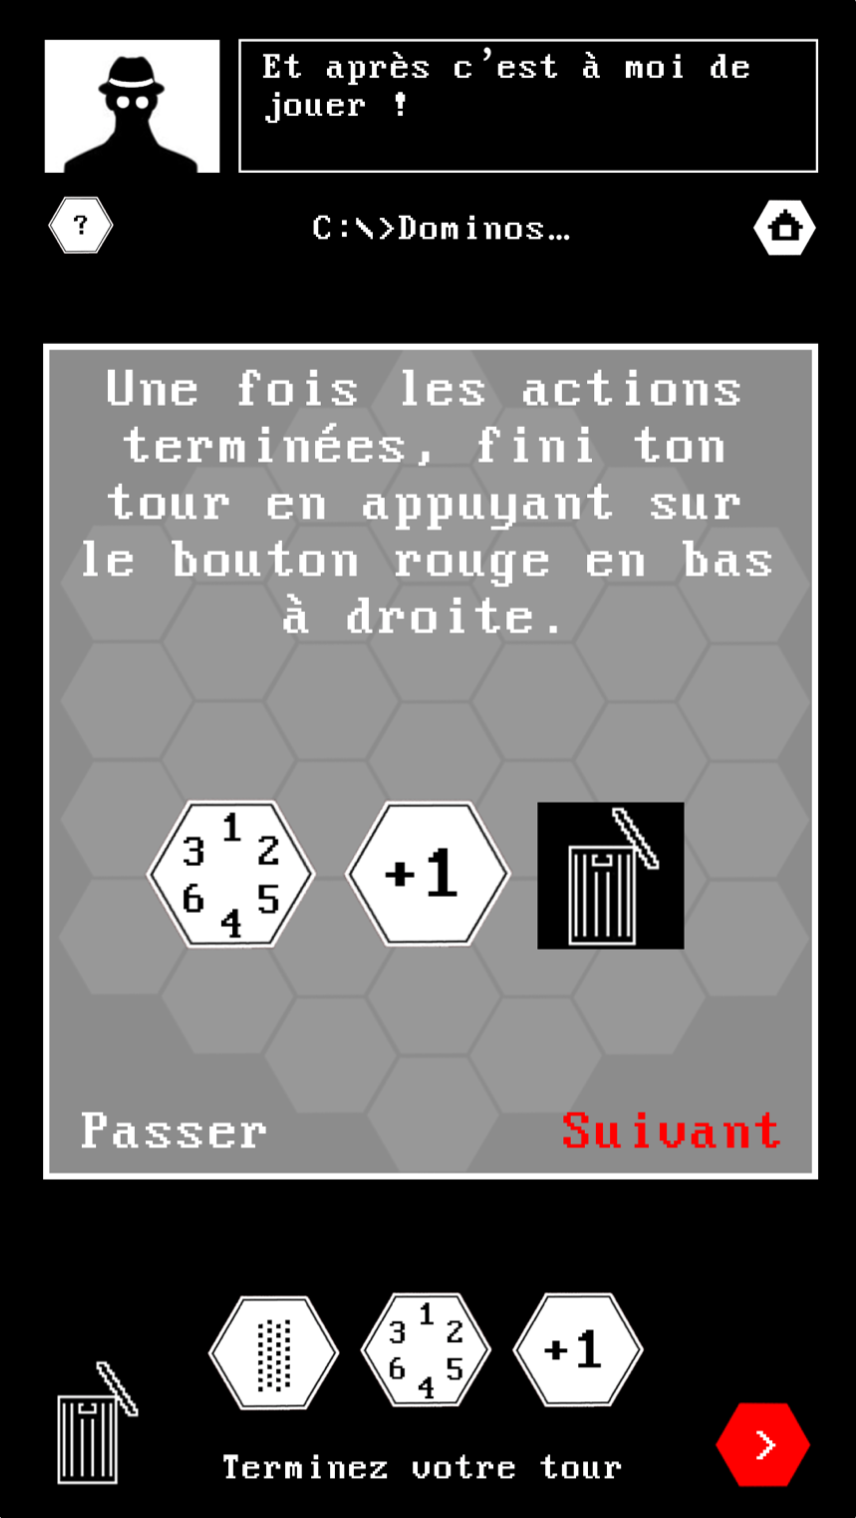 Et après c'est à moi de
jouer !
?
C:\>Dominos…
Une fois les actions
terminées, fini ton
tour en appuyant sur
le bouton rouge en bas
à droite.
1
3 2
6 5
4
+1
Passer
Suivant
1
3 2
6 5
4
+1
>
Terminez votre tour